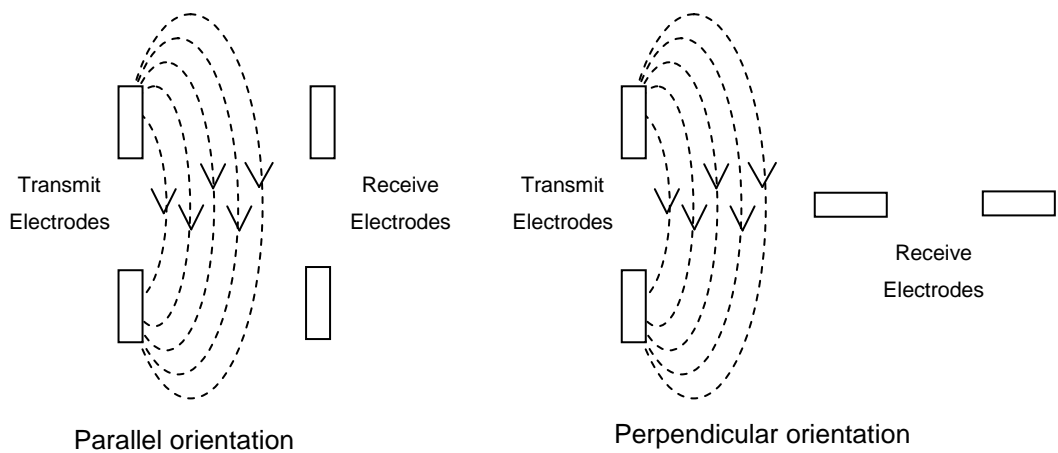 Transmit
Electrodes
Receive
Electrodes
Parallel orientation
Transmit
Electrodes
Receive
Electrodes
Perpendicular orientation